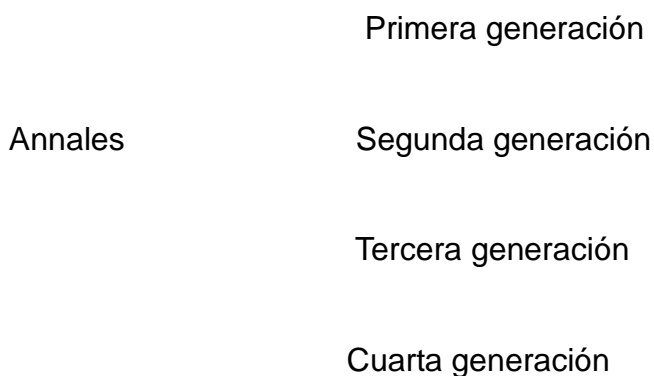 Primera generación
Annales Segunda generación
Tercera generación
Cuarta generación